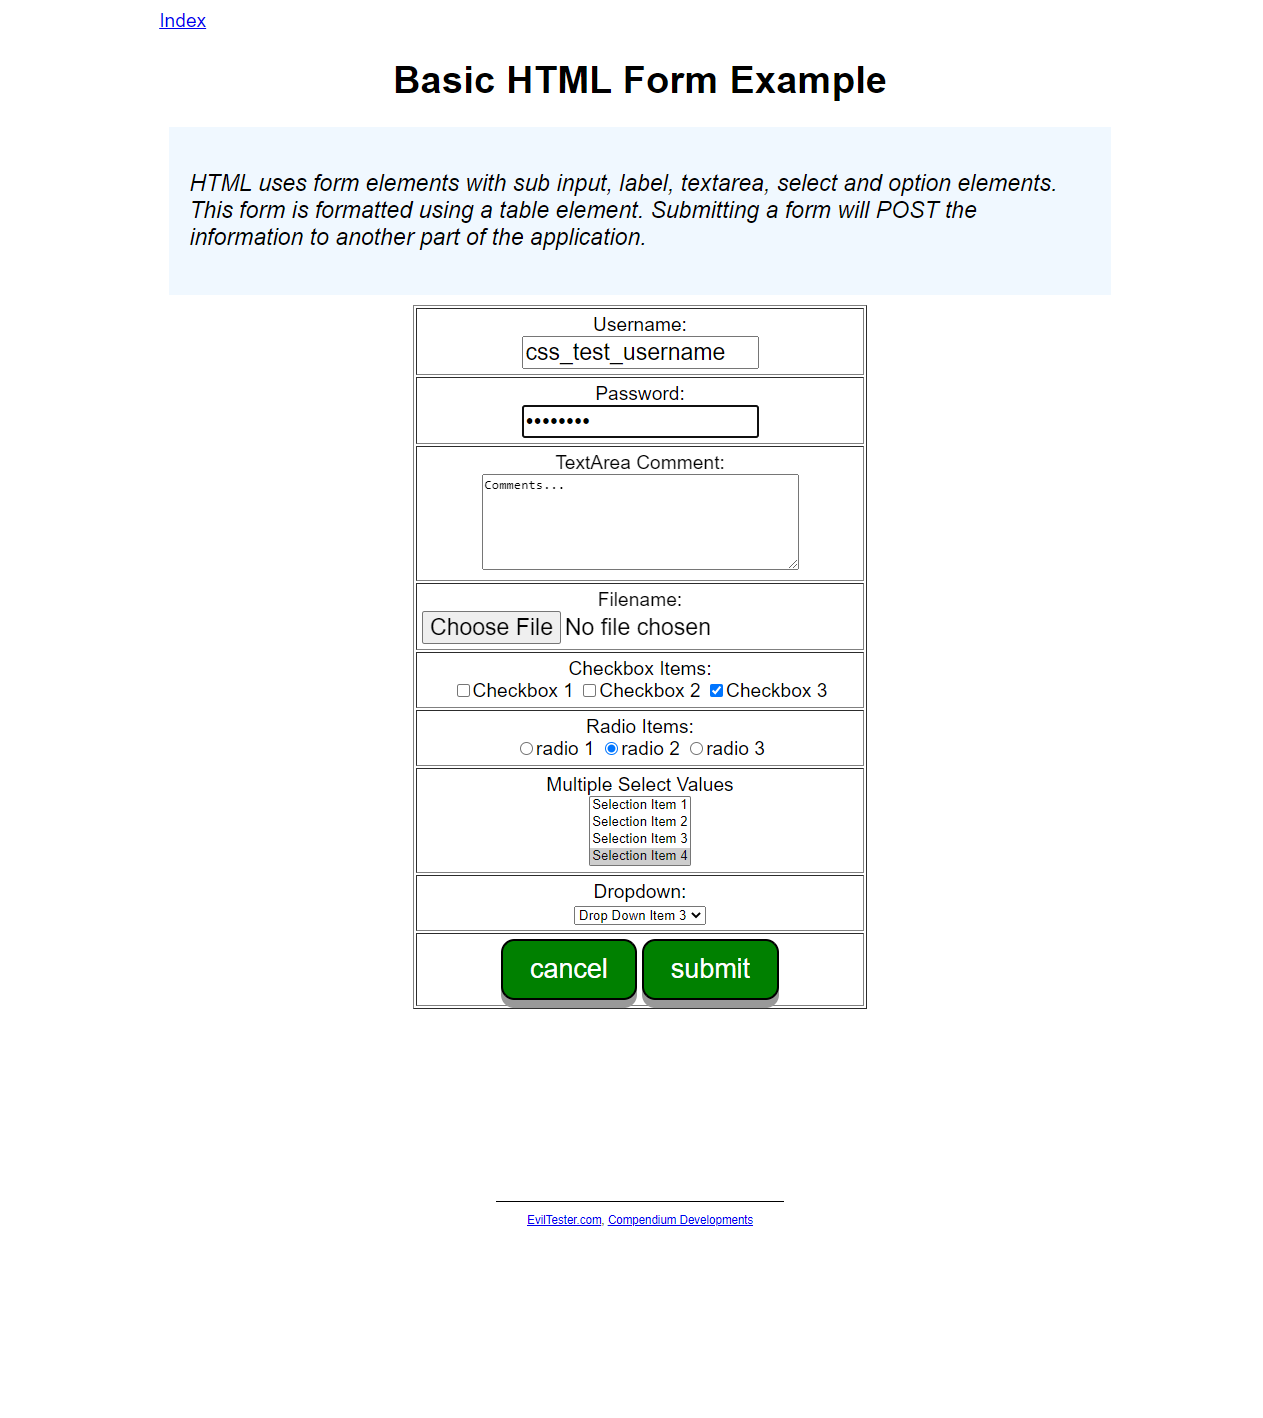 Index
Basic HTML Form Example
HTML uses form elements with sub input, label, textarea, select and option elements.
This form is formatted using a table element. Submitting a form will POST the
information to another part of the application.
Username:
css_test_username
Password:
••••••••
TextArea Comment:
Comments...
Filename:
Choose File No file chosen
Checkbox Items:
Checkbox 1 Checkbox 2 Checkbox 3
Radio Items:
radio 1 radio 2 radio 3
Multiple Select Values
Selection Item 1
Selection Item 2
Selection Item 3
Selection Item 4
Dropdown:
Drop Down Item 3
cancel submit
EvilTester.com, Compendium Developments